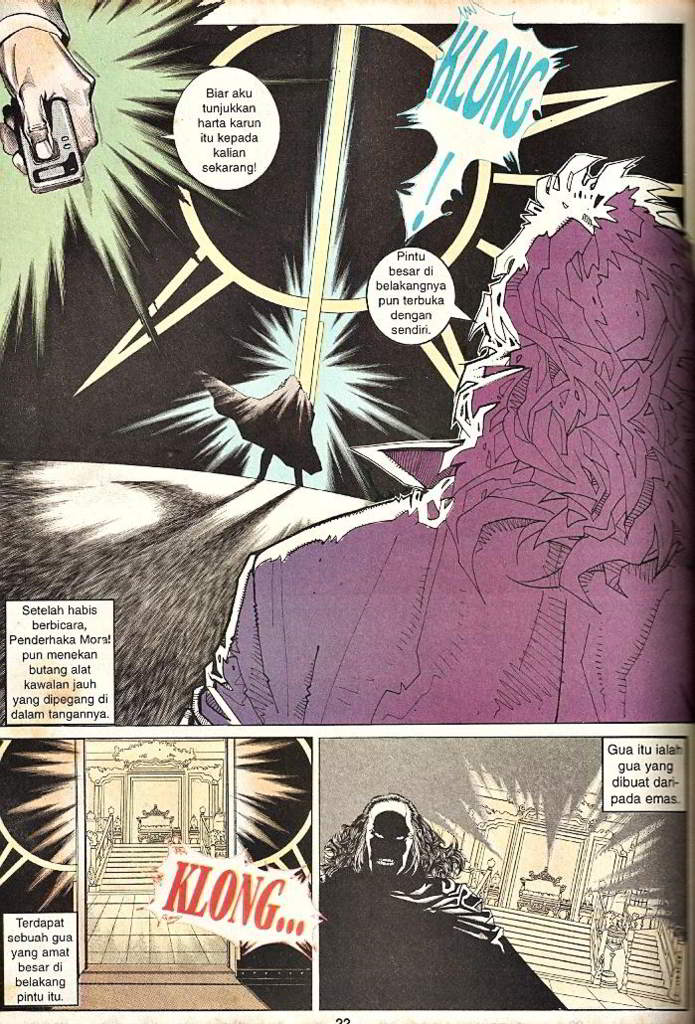 Biar aku
tunjukkan
harta karun
itu kepada
kalian
sekarang!
KLONG
!
Pintu
besar di
belakangnya
pun terbuka
dengan
sendiri.
Setelah habis
berbicara,
Penderhaka Moral
pun menekan
butang alat
kawalan jauh
yang dipegang di
dalam tangannya.
KLONG...
Terdapat
sebuah gua
yang amat
besar di
belakang
pintu itu.
Gua itu ialah
gua yang
dibuat dari-
pada emas.